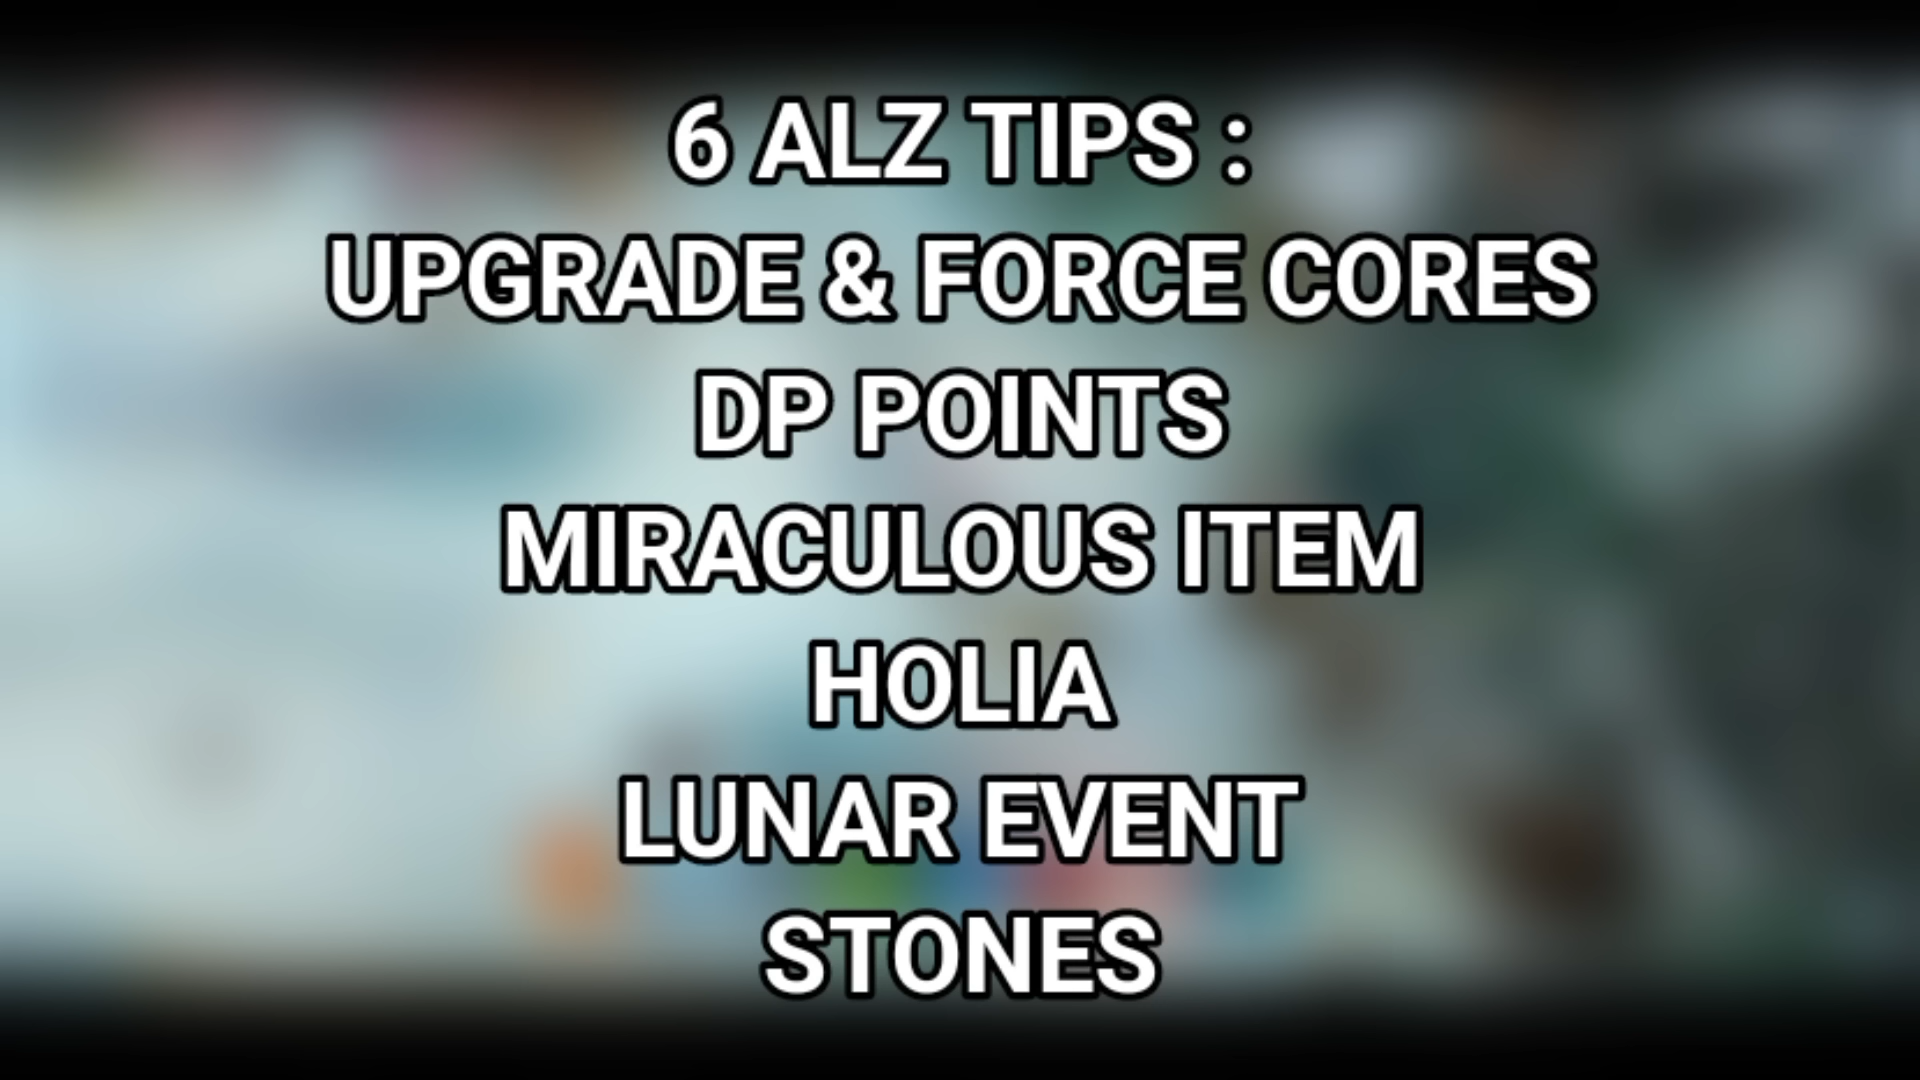 6 ALZ TIPS :
UPGRADE & FORCE CORES
DP POINTS
MIRACULOUS ITEM
HOLIA
LUNAR EVENT
STONES